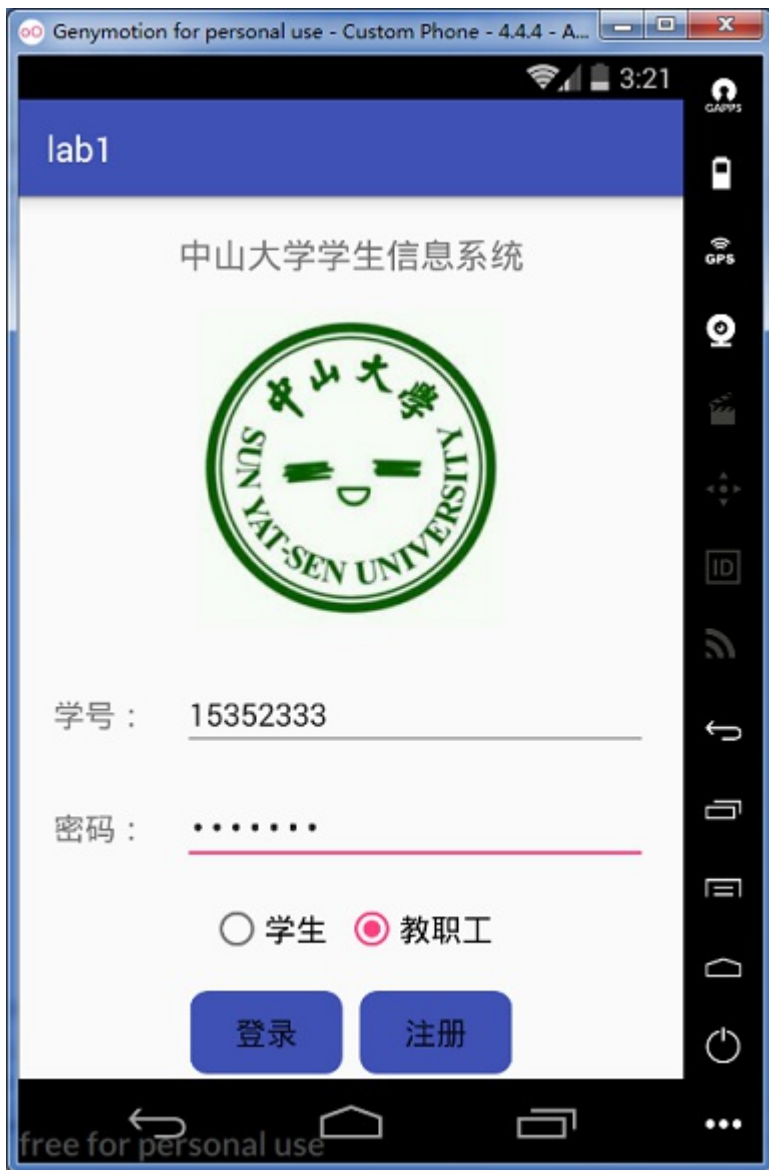 Genymotion for personal use - Custom Phone - 4.4.4 - A...
3:21
GAPPS
lab1
GPS
中山大学学生信息系统
中山大學
SUN YAT-SEN UNIVERSITY
ID
学号：
15352333
密码：
•••••••
学生
教职工
登录
注册
free for personal use